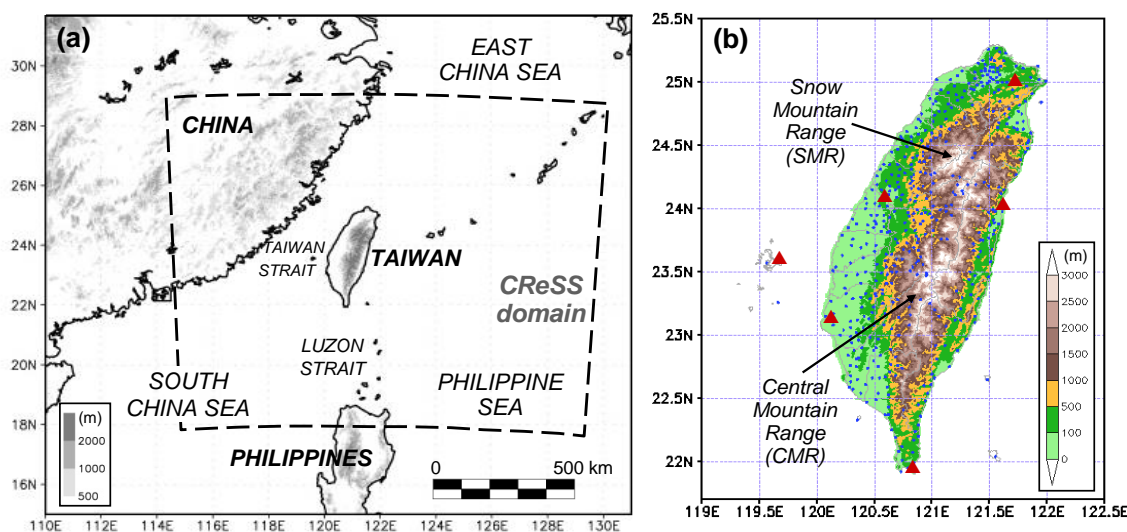 (a)
EAST
CHINA SEA
CHINA
TAIWAN
STRAIT
TAIWAN
CReSS
domain
LUZON
STRAIT
SOUTH
CHINA SEA
PHILIPPINE
SEA
PHILIPPINES
(m)
2000
1000
500
0 500 km
30N
28N
26N
24N
22N
20N
18N
16N
110E 112E 114E 116E 118E 120E 122E 124E 126E 128E 130E
(b)
Snow
Mountain
Range
(SMR)
Central
Mountain
Range
(CMR)
(m)
3000
2500
2000
1500
1000
500
100
0
25.5N
25N
24.5N
24N
23.5N
23N
22.5N
22N
119E 119.5E 120E 120.5E 121E 121.5E 122E 122.5E